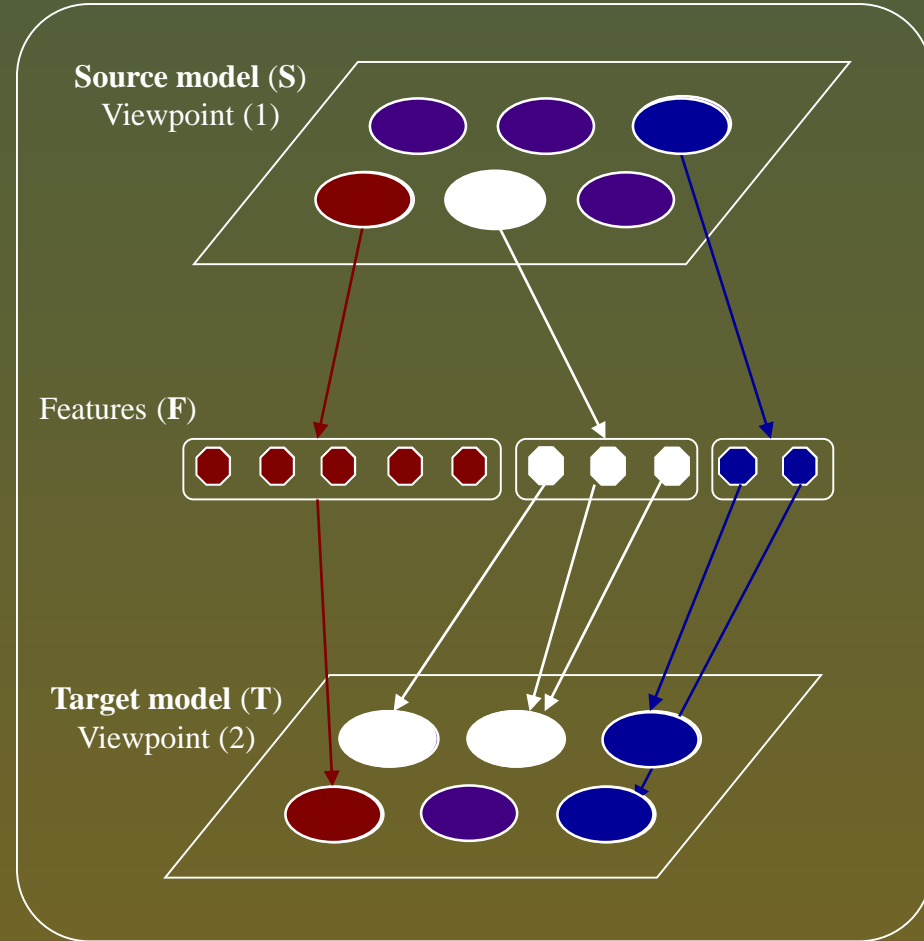 Source model (S)
Viewpoint (1)
Features (F)
Target model (T)
Viewpoint (2)